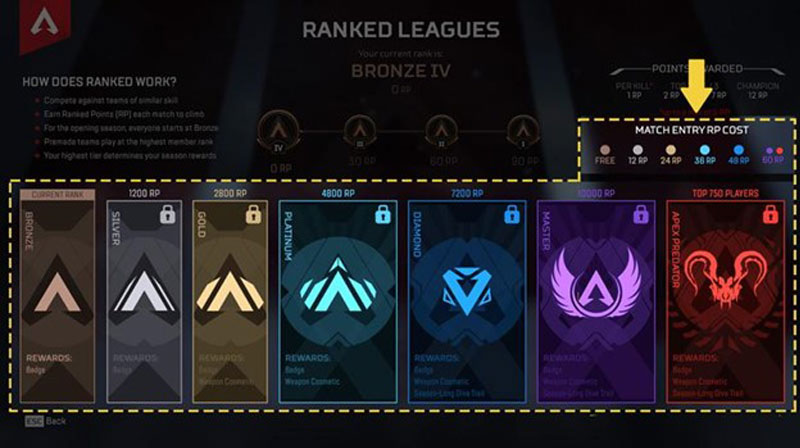 RANKED LEAGUES
Your current rank is:
BRONZE IV
0 RP
HOW DOES RANKED WORK?
Compete against teams of similar skill
Earn Ranked Points [RP] each match to climb
For the opening season, everyone starts at Bronze
Premade teams play at the highest member rank
Your highest tier determines your season rewards
IV III II I
0 RP 30 RP 60 RP 90 RP
POINTS
PER KILL CHAMPION
1 RP 2 RP 7 RP 12 RP
MATCH ENTRY RP COST
FREE 12 RP 24 RP 36 RP 48 RP 60 RP
CURRENT RANK 1200 RP 2800 RP 4800 RP 7200 RP 10000 RP TOP 750 PLAYERS
BRONZE
REWARDS:
Badge
SILVER
REWARDS:
Badge
GOLD
REWARDS:
Badge
Weapon Cosmetic
PLATINUM
REWARDS:
Badge
Weapon Cosmetic
DIAMOND
REWARDS:
Badge
Weapon Cosmetic
Season-Long Dive Trail
MASTER
REWARDS:
Badge
Weapon Cosmetic
Season-Long Dive Trail
APEX PREDATOR
REWARDS:
Badge
Weapon Cosmetic
Season-Long Dive Trail
ESC Back